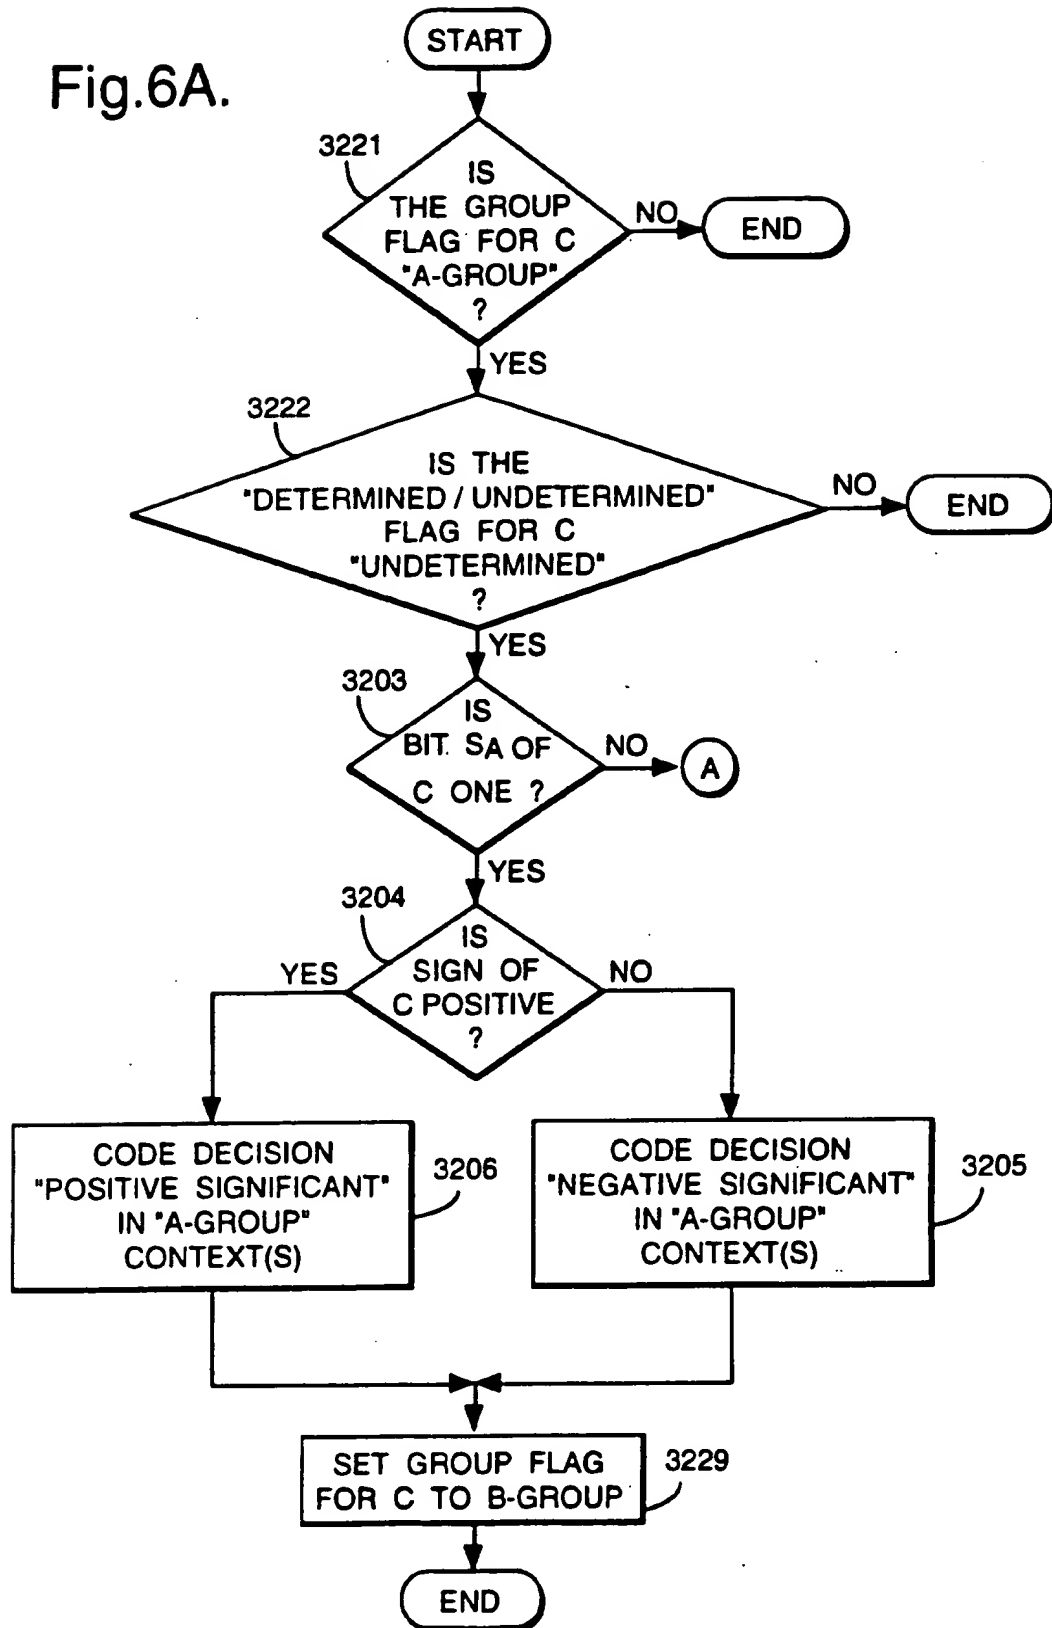 START
Fig.6A.
3221
IS
THE GROUP
FLAG FOR C
"A-GROUP"
?
NO
END
YES
3222
IS THE
"DETERMINED / UNDETERMINED"
FLAG FOR C
"UNDETERMINED"
?
NO
END
YES
3203
IS
BIT SA OF
C ONE ?
NO
A
YES
3204
IS
SIGN OF
C POSITIVE
?
YES
NO
CODE DECISION
"POSITIVE SIGNIFICANT"
IN "A-GROUP"
CONTEXT(S)
3206
CODE DECISION
"NEGATIVE SIGNIFICANT"
IN "A-GROUP"
CONTEXT(S)
3205
SET GROUP FLAG
FOR C TO B-GROUP
3229
END